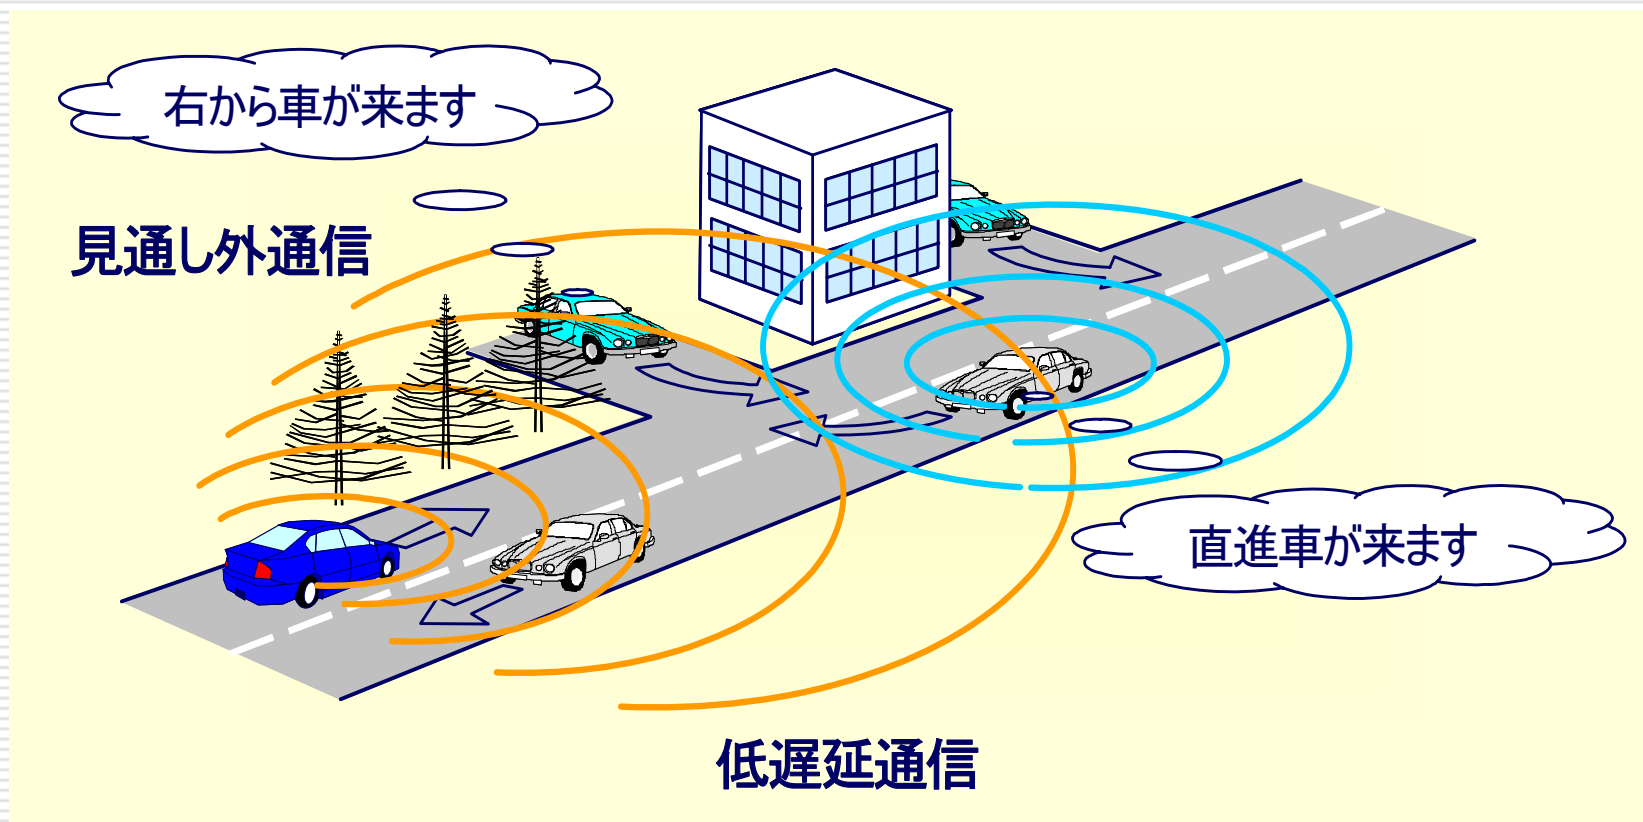 右から車が来ます
見通し外通信
直進車が来ます
低遅延通信